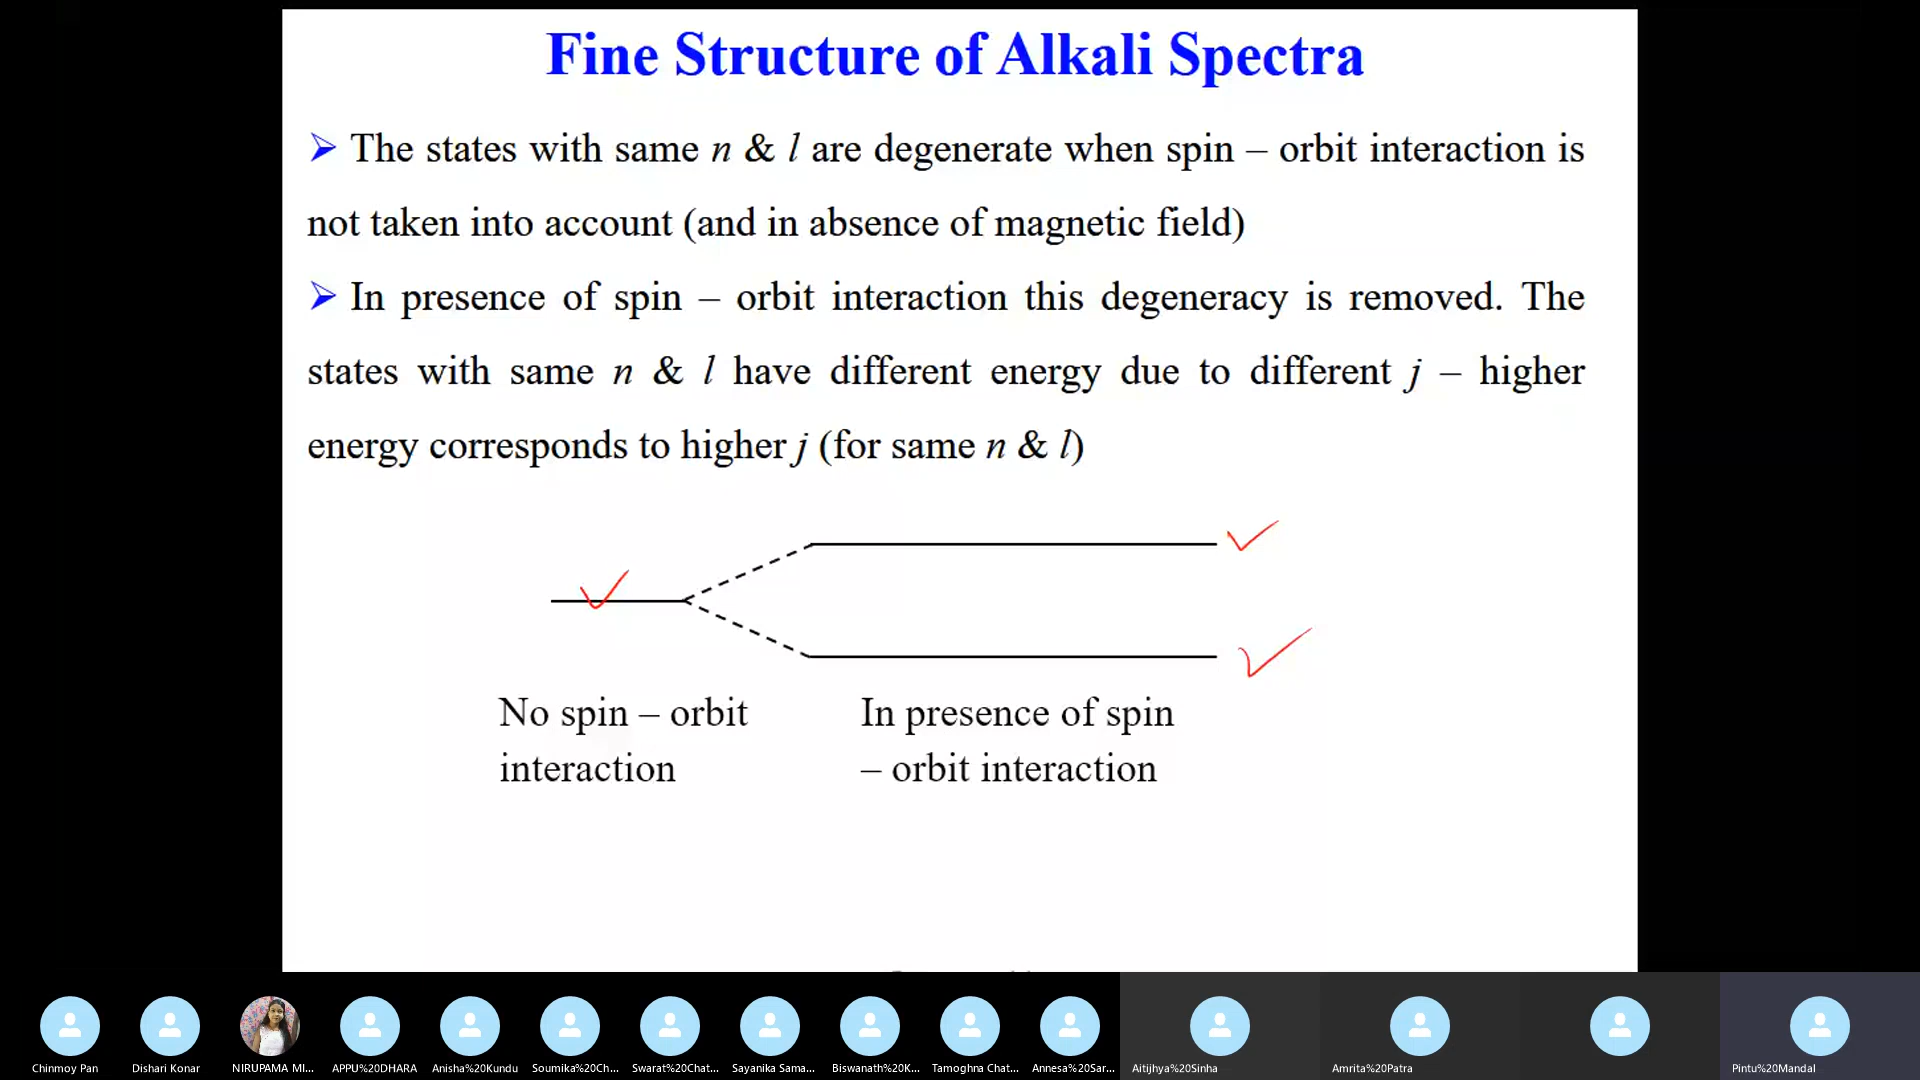 Fine Structure of Alkali Spectra
➢ The states with same n & l are degenerate when spin – orbit interaction is
not taken into account (and in absence of magnetic field)
➢ In presence of spin – orbit interaction this degeneracy is removed. The
states with same n & l have different energy due to different j – higher
energy corresponds to higher j (for same n & l)
No spin – orbit
interaction
In presence of spin
– orbit interaction
Chinmoy Pan
Dishari Konar
NIRUPAMA MI...
APPU%20DHARA
Anisha%20Kundu
Soumika%20Ch...
Swarat%20Chat...
Sayanika Sama...
Biswanath%20K...
Tamoghna Chat...
Annesa%20Sar...
Aitijhya%20Sinha
Amrita%20Patra
Pintu%20Mandal